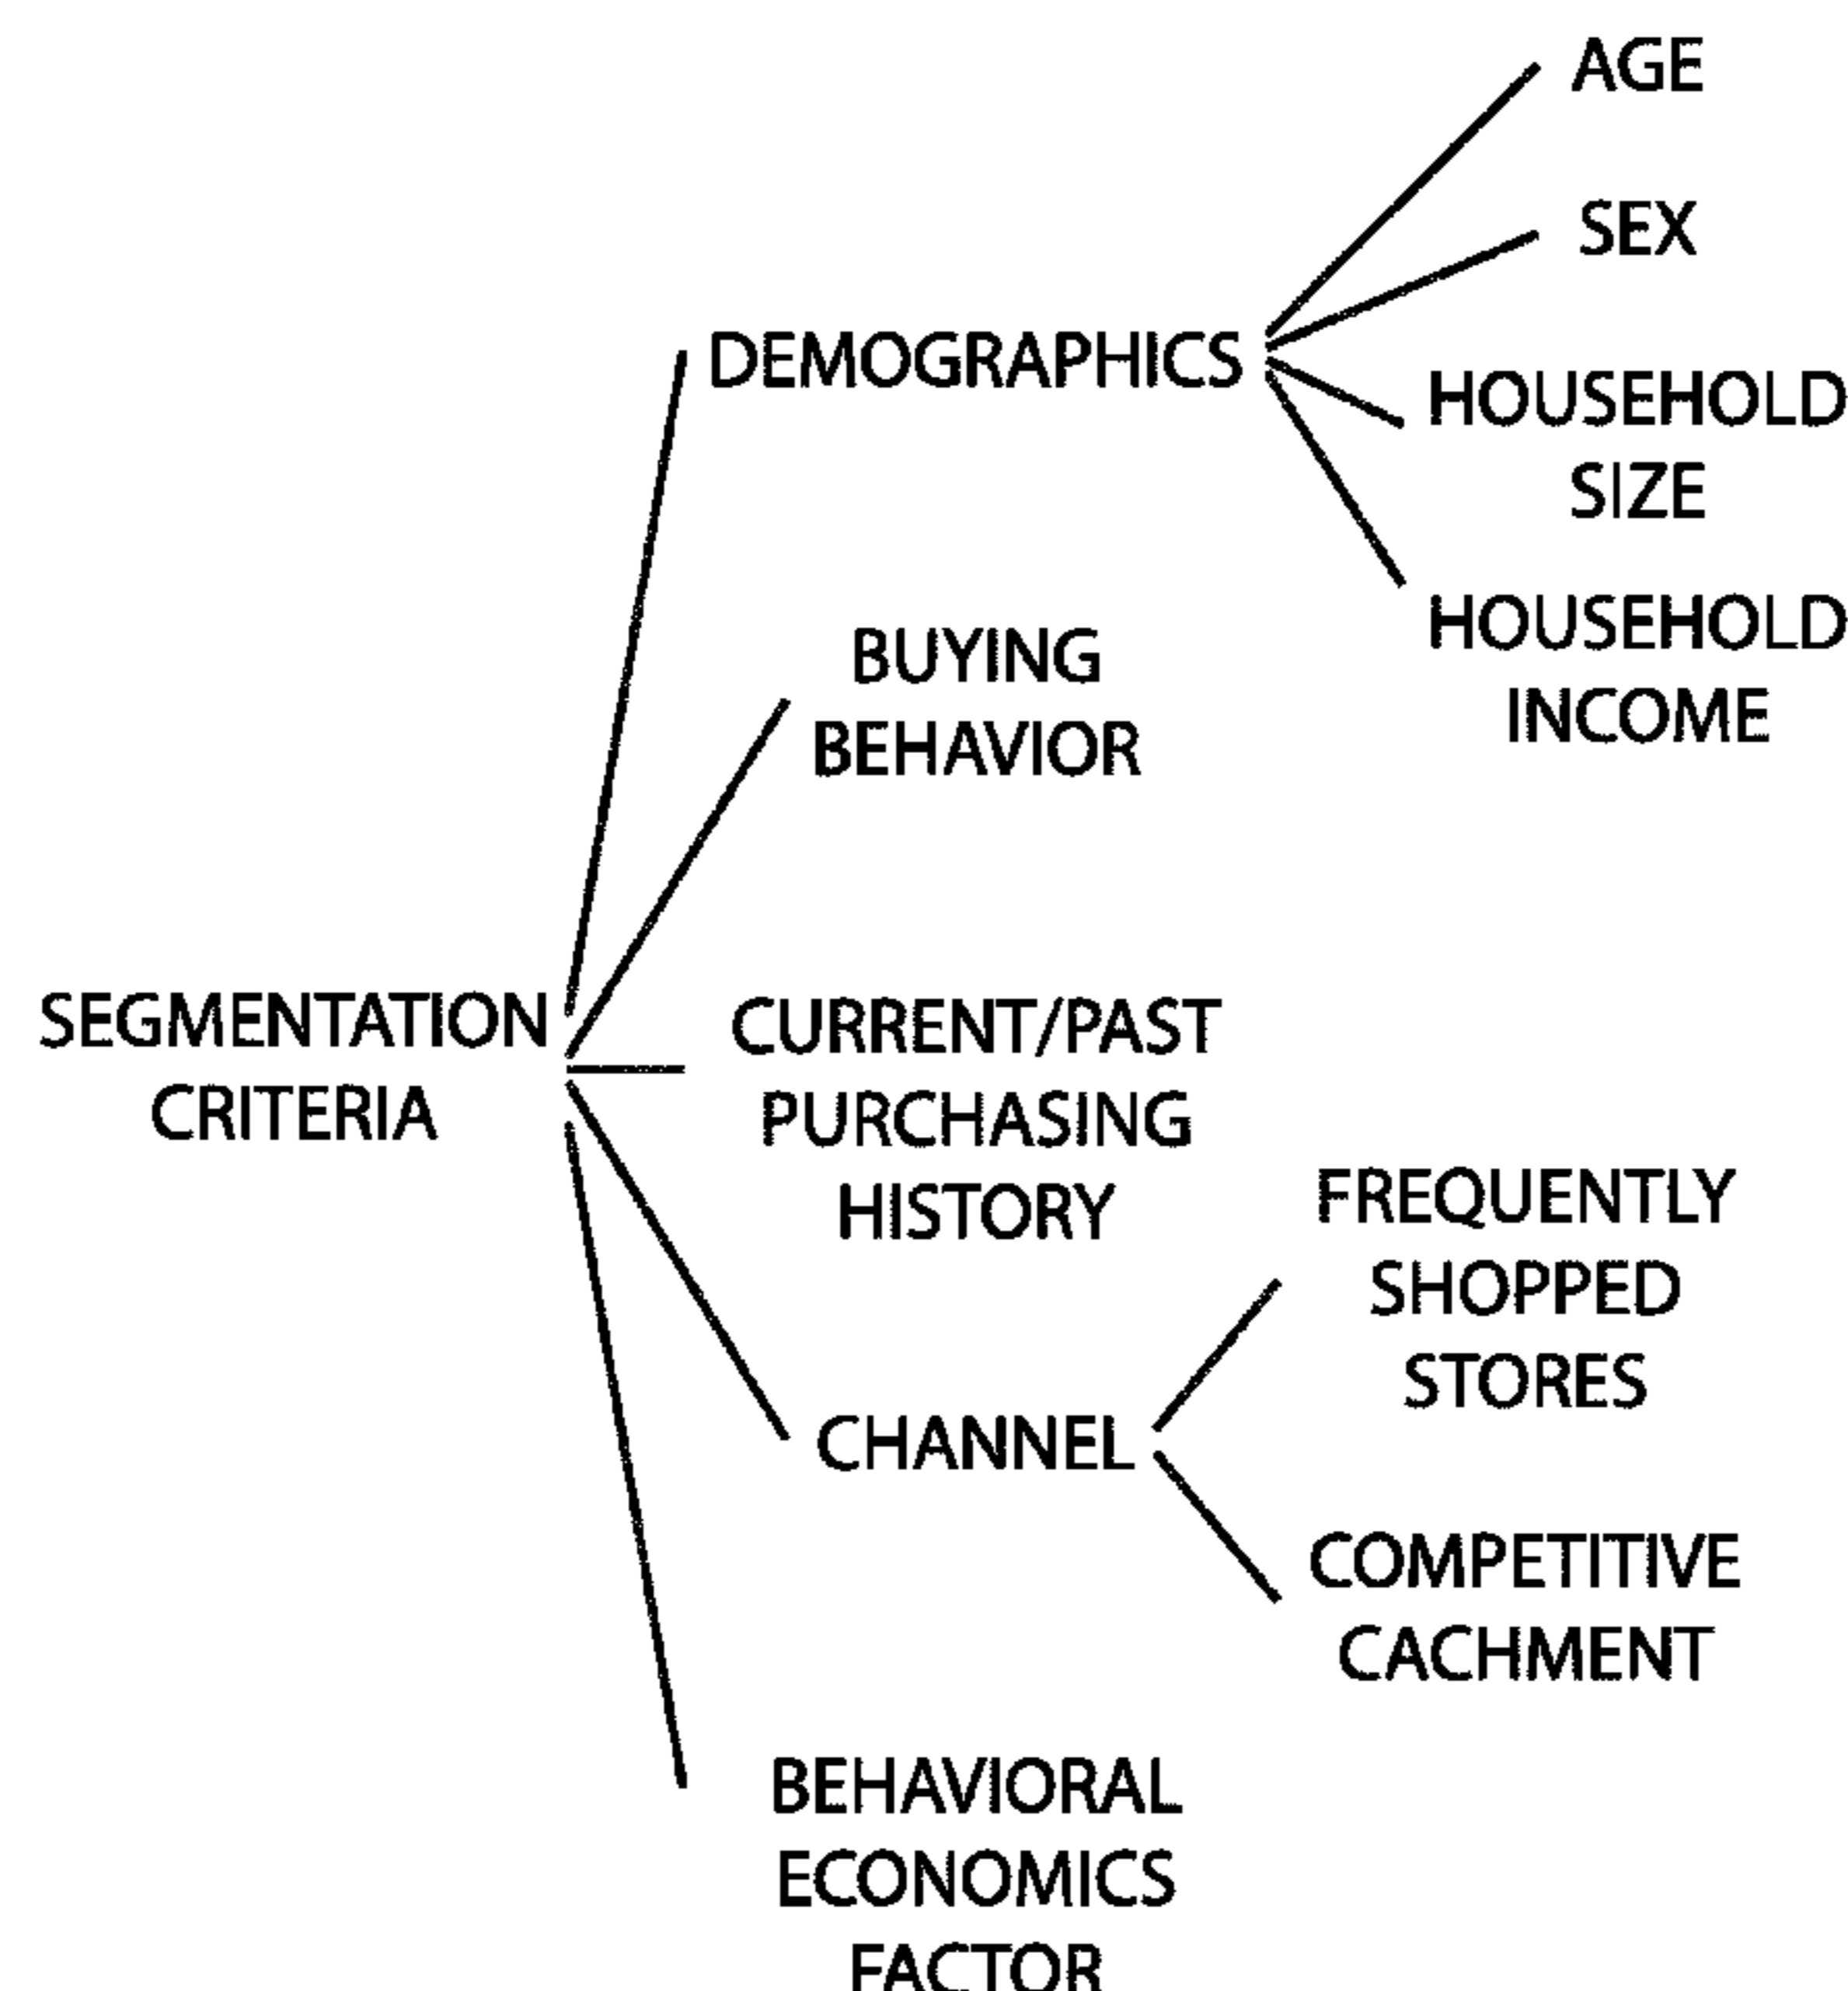 AGE
SEX
DEMOGRAPHICS
HOUSEHOLD
SIZE
HOUSEHOLD
INCOME
BUYING
BEHAVIOR
SEGMENTATION
CRITERIA
CURRENT/PAST
PURCHASING
HISTORY
FREQUENTLY
SHOPPED
STORES
CHANNEL
COMPETITIVE
CACHMENT
BEHAVIORAL
ECONOMICS
FACTOR